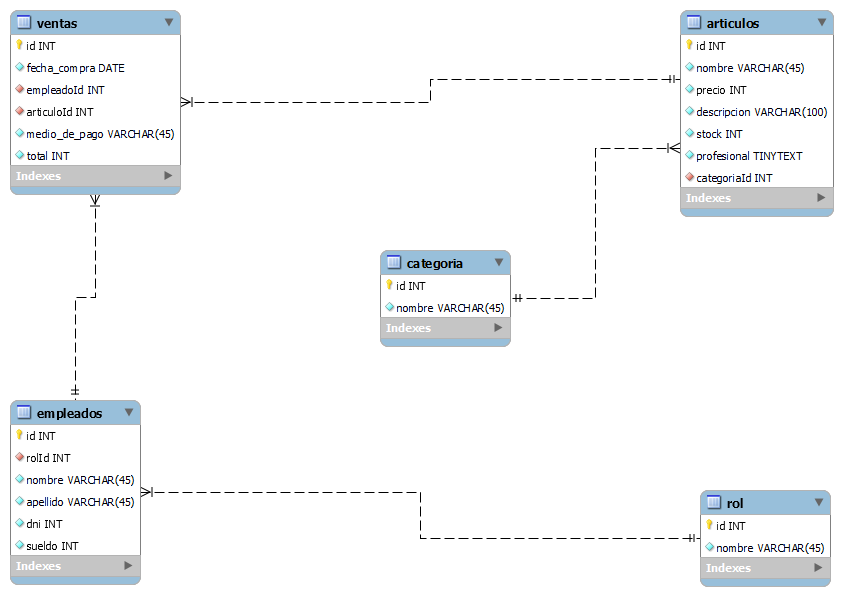 ventas
id INT
fecha_compra DATE
empleadoId INT
articuloId INT
medio_de_pago VARCHAR(45)
total INT
Indexes
articulos
id INT
nombre VARCHAR(45)
precio INT
descripcion VARCHAR(100)
stock INT
profesional TINYTEXT
categoriaId INT
Indexes
categoria
id INT
nombre VARCHAR(45)
Indexes
empleados
id INT
rolId INT
nombre VARCHAR(45)
apellido VARCHAR(45)
dni INT
sueldo INT
Indexes
rol
id INT
nombre VARCHAR(45)
Indexes